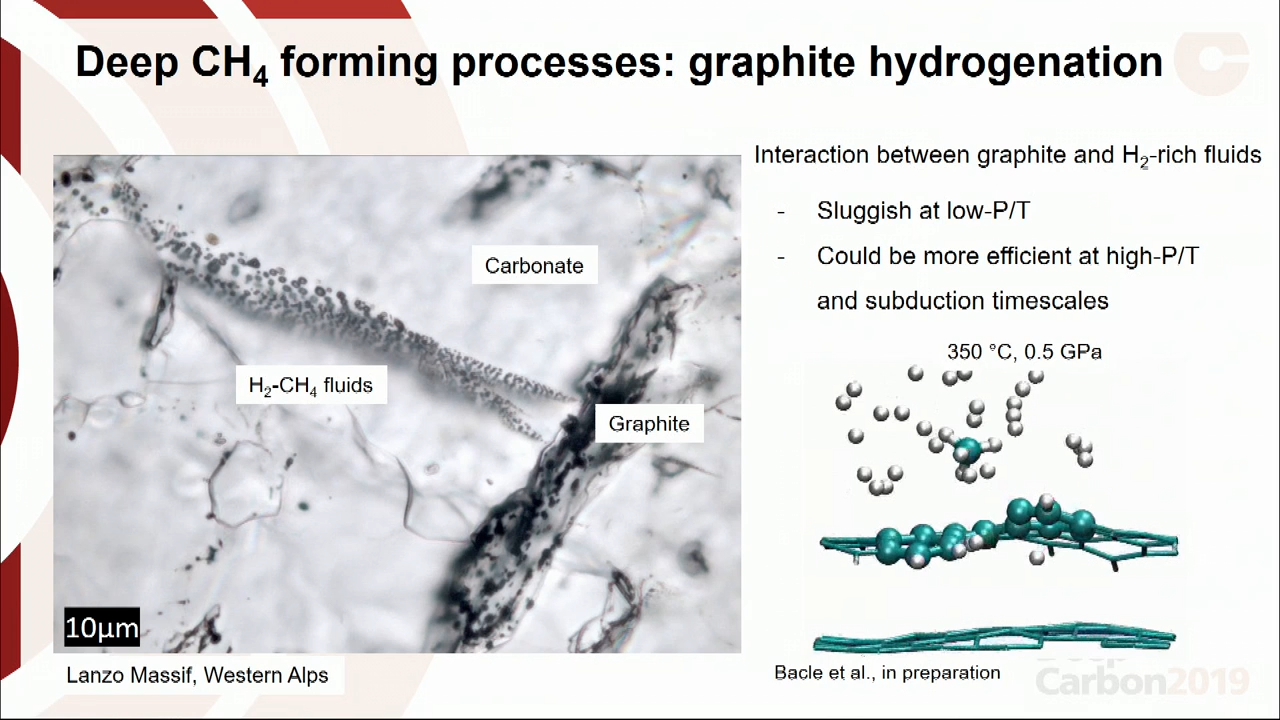 Deep CH₄ forming processes: graphite hydrogenation
Interaction between graphite and H₂-rich fluids
- Sluggish at low-P/T
- Could be more efficient at high-P/T
and subduction timescales
350 °C, 0.5 GPa
Carbonate
H₂-CH₄ fluids
Graphite
10µm
Lanzo Massif, Western Alps
Bacle et al., in preparation
Deep
Carbon2019